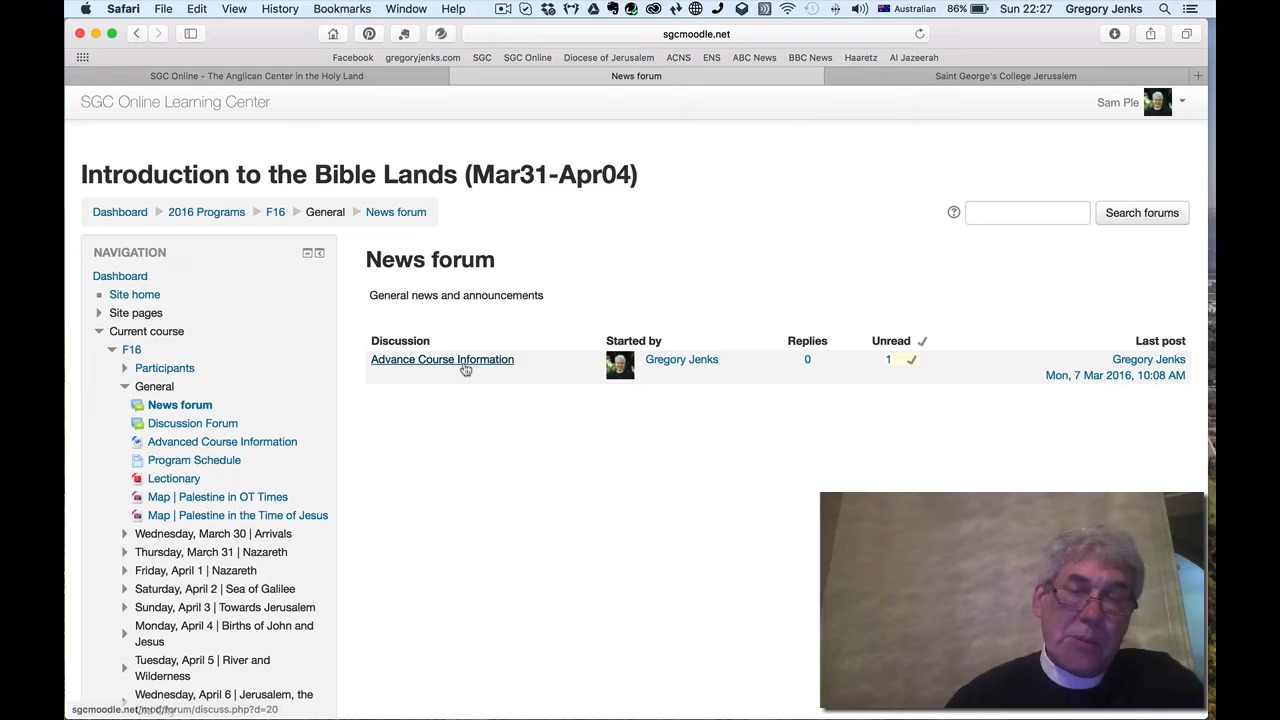 Safari File Edit View History Bookmarks Window Help Australian 86% Sun 22:27 Gregory Jenks
sgcmoodle.net
Facebook gregoryjenks.com SGC SGC Online Diocese of Jerusalem ACNS ENS ABC News BBC News Haaretz Al Jazeerah
SGC Online - The Anglican Center in the Holy Land News forum Saint George's College Jerusalem
SGC Online Learning Center Sam Ple
Introduction to the Bible Lands (Mar31-Apr04)
Dashboard 2016 Programs F16 General News forum Search forums
NAVIGATION
Dashboard
Site home
Site pages
Current course
F16
Participants
General
News forum
Discussion Forum
Advanced Course Information
Program Schedule
Lectionary
Map | Palestine in OT Times
Map | Palestine in the Time of Jesus
Wednesday, March 30 | Arrivals
Thursday, March 31 | Nazareth
Friday, April 1 | Nazareth
Saturday, April 2 | Sea of Galilee
Sunday, April 3 | Towards Jerusalem
Monday, April 4 | Births of John and
Jesus
Tuesday, April 5 | River and
Wilderness
Wednesday, April 6 | Jerusalem, the
sgcmoodle.net/mod/forum/discuss.php?d=20
News forum
General news and announcements
Discussion Started by Replies Unread Last post
Advance Course Information Gregory Jenks 0 1 Gregory Jenks
Mon, 7 Mar 2016, 10:08 AM